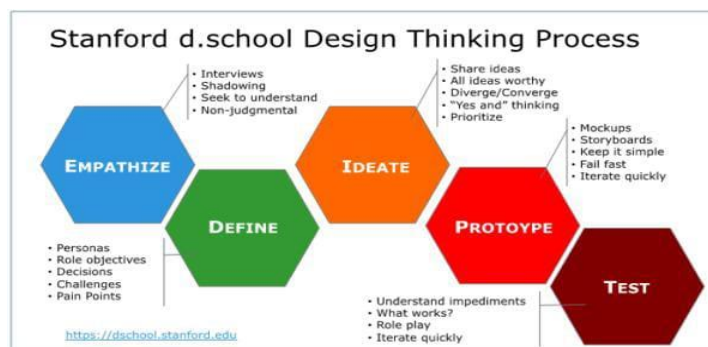 Stanford d.school Design Thinking Process
• Interviews
• Shadowing
• Seek to understand
• Non-judgmental
EMPATHIZE
• Personas
• Role objectives
• Decisions
• Challenges
• Pain Points
DEFINE
• Share ideas
• All ideas worthy
• Diverge/Converge
• “Yes and” thinking
• Prioritize
IDEATE
• Mockups
• Storyboards
• Keep it simple
• Fail fast
• Iterate quickly
PROTOYPE
• Understand impediments
• What works?
• Role play
• Iterate quickly
TEST
https://dschool.stanford.edu